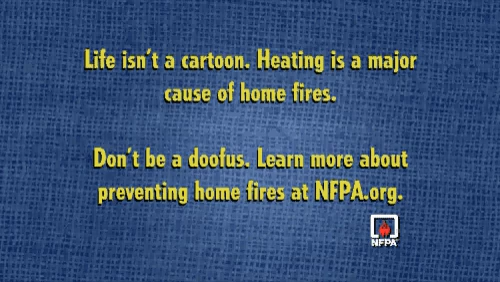 Life isn't a cartoon. Heating is a major
cause of home fires.
Don't be a doofus. Learn more about
preventing home fires at NFPA.org.
NFPA